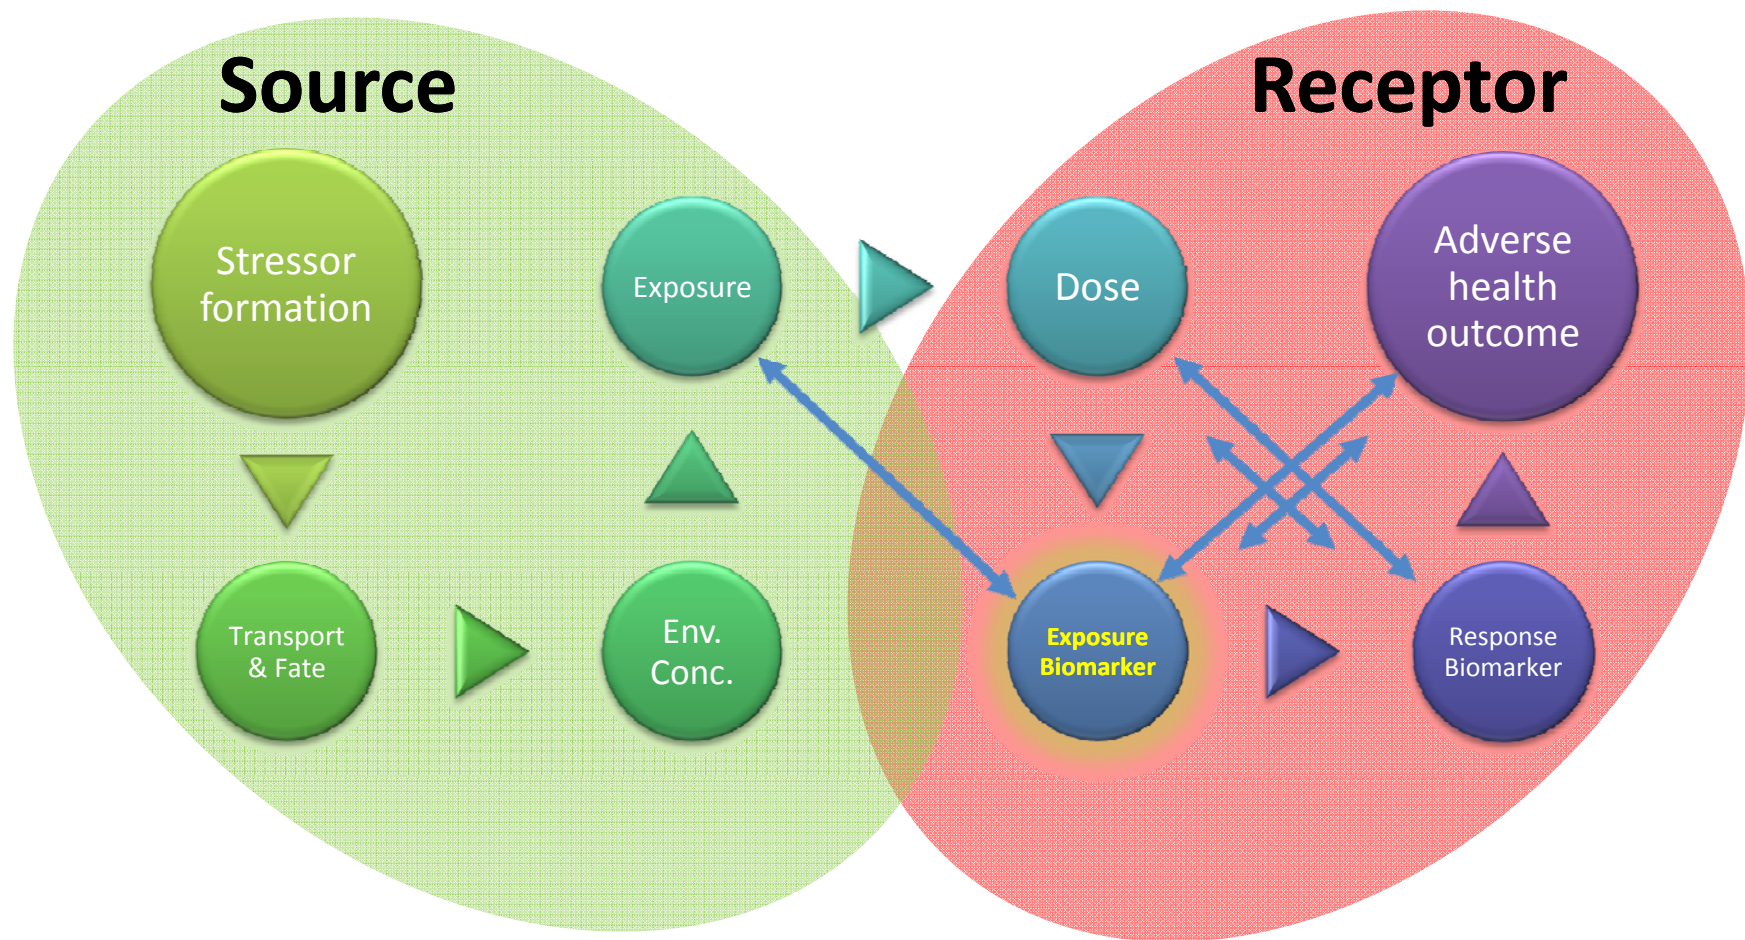 Source
Receptor
Stressor
formation
Exposure
Dose
Adverse
health
outcome
Transport
& Fate
Env.
Conc.
Exposure
Biomarker
Response
Biomarker